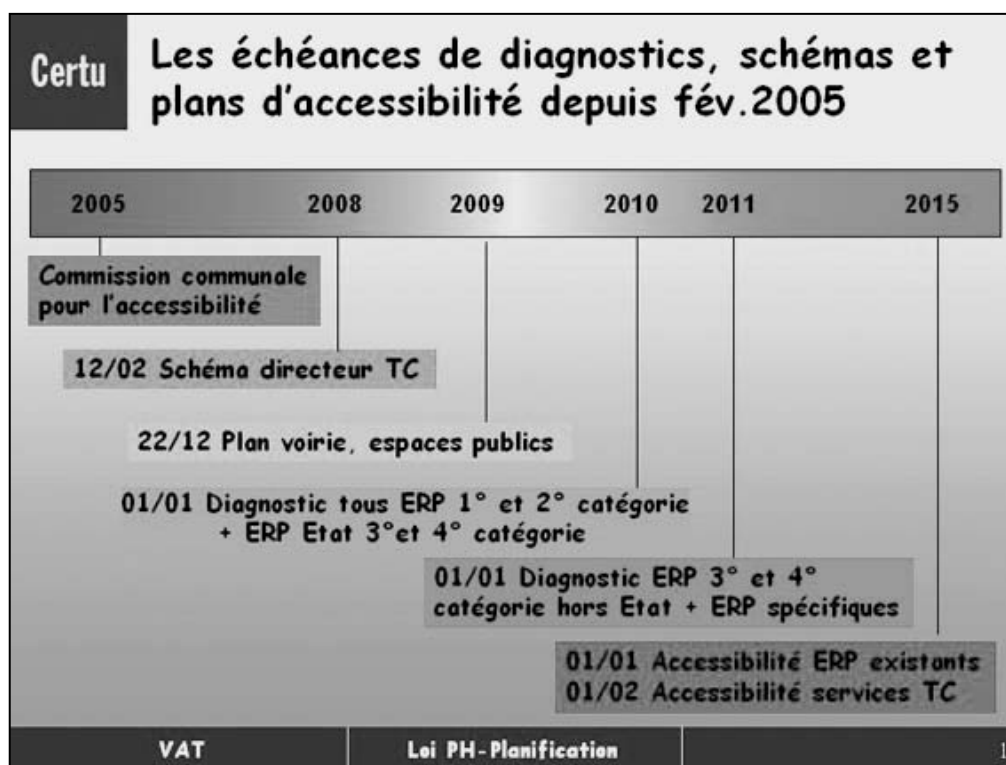 Certu
Les échéances de diagnostics, schémas et
plans d'accessibilité depuis fév.2005
2005 2008 2009 2010 2011 2015
Commission communale
pour l'accessibilité
12/02 Schéma directeur TC
22/12 Plan voirie, espaces publics
01/01 Diagnostic tous ERP 1° et 2° catégorie
+ ERP Etat 3°et 4° catégorie
01/01 Diagnostic ERP 3° et 4°
catégorie hors Etat + ERP spécifiques
01/01 Accessibilité ERP existants
01/02 Accessibilité services TC
VAT Loi PH-Planification 1